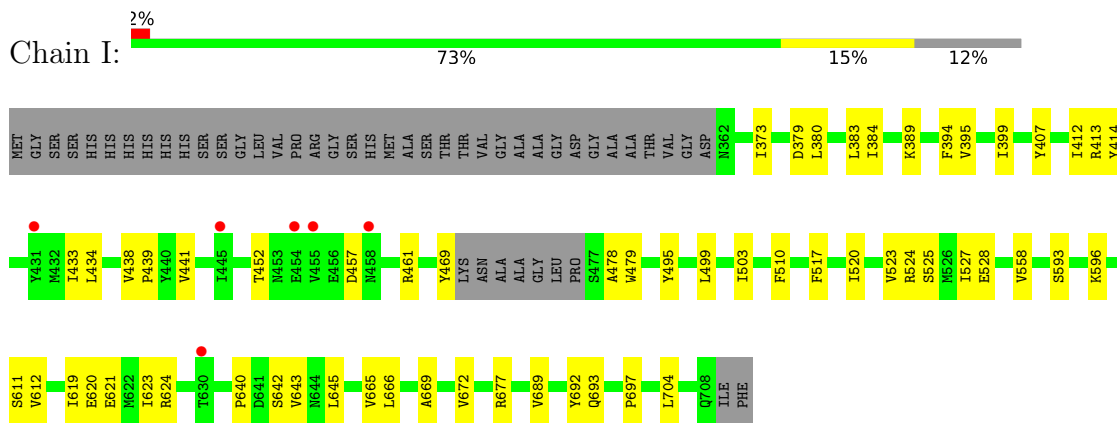 2%
Chain I:
73% 15% 12%
MET GLY SER SER HIS HIS HIS HIS HIS HIS SER SER GLY LEU VAL PRO ARG GLY SER HIS MET ALA SER THR THR VAL GLY ALA ALA GLY ASP GLY ALA ALA THR VAL GLY ASP N362 I373 D379 L380 L383 I384 K389 F394 V395 I399 Y407 I412 R413 Y414
Y431 M432 I433 L434 V438 P439 Y440 V441 I445 T452 N453 E454 V455 E456 D457 N458 R461 Y469 LYS ASN ALA ALA GLY LEU PRO S477 A478 W479 Y495 L499 I503 F510 F517 I520 V523 R524 S525 M526 I527 E528 V558 S593 K596
S611 V612 I619 E620 E621 M622 I623 R624 T630 P640 D641 S642 V643 N644 L645 V665 L666 A669 V672 R677 V689 Y692 Q693 P697 L704 Q708 ILE PHE